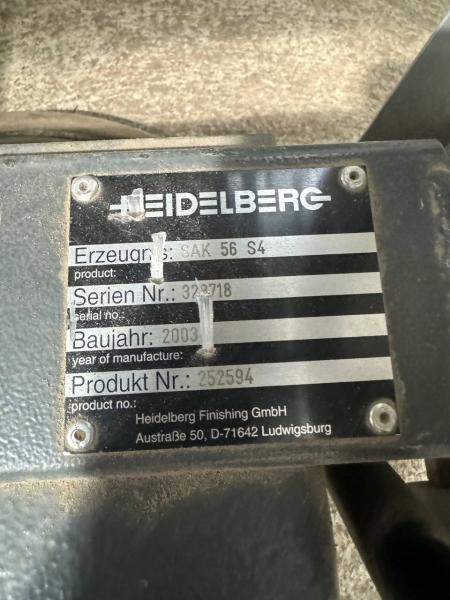 HEIDELBERG
Erzeugnis: SAK 56 S4
product:
Serien Nr.: 328718
serial no.:
Baujahr: 2003
year of manufacture:
Produkt Nr.: 252594
product no.:
Heidelberg Finishing GmbH
Austraße 50, D-71642 Ludwigsburg